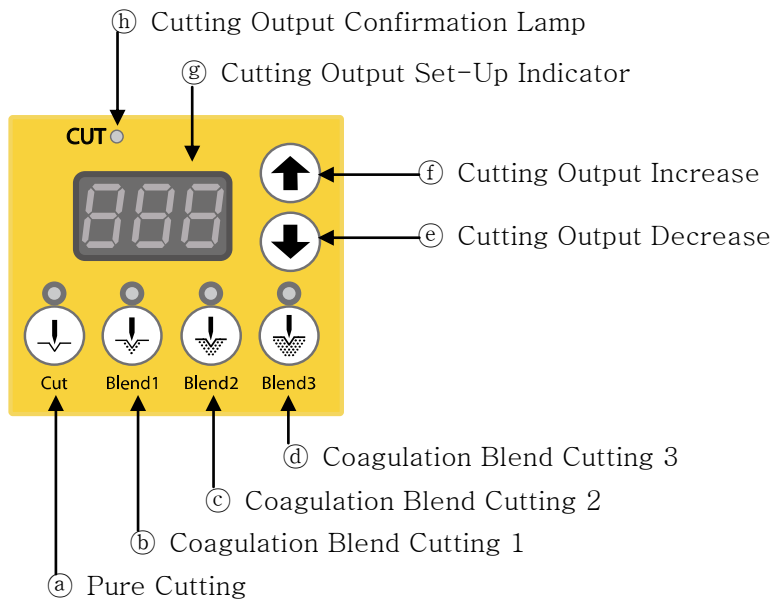 ⓗ Cutting Output Confirmation Lamp
ⓖ Cutting Output Set-Up Indicator
CUT
888
ⓕ Cutting Output Increase
ⓔ Cutting Output Decrease
Cut Blend1 Blend2 Blend3
ⓓ Coagulation Blend Cutting 3
ⓒ Coagulation Blend Cutting 2
ⓑ Coagulation Blend Cutting 1
ⓐ Pure Cutting